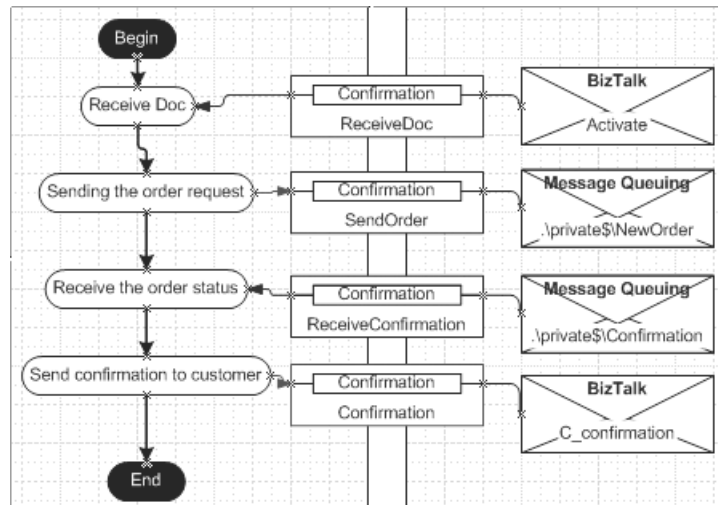 Begin
Receive Doc
Confirmation
ReceiveDoc
BizTalk
Activate
Sending the order request
Confirmation
SendOrder
Message Queuing
.\private$\NewOrder
Receive the order status
Confirmation
ReceiveConfirmation
Message Queuing
.\private$\Confirmation
Send confirmation to customer
Confirmation
Confirmation
BizTalk
C_confirmation
End